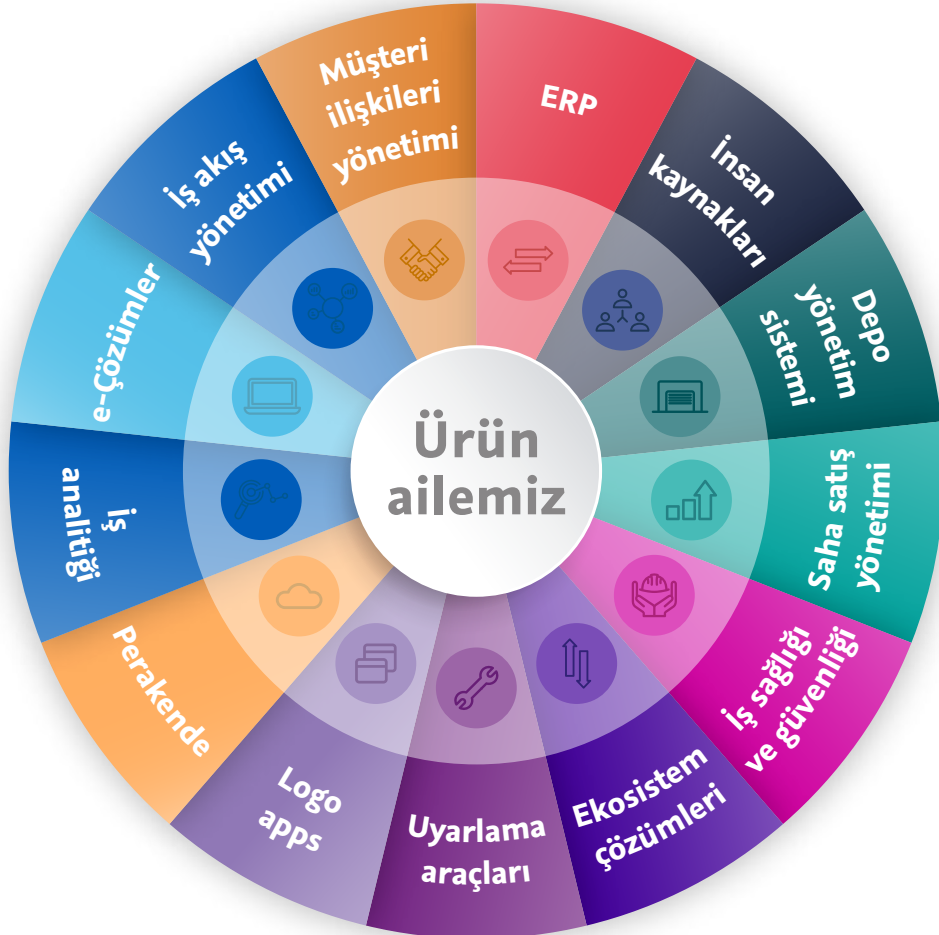 Ürün
ailemiz
ERP
İnsan
kaynakları
Depo
yönetim
sistemi
Saha satış
yönetimi
İş sağlığı
ve güvenliği
Ekosistem
çözümleri
Uyarlama
araçları
Logo
apps
Perakende
İş
analitiği
e-Çözümler
İş akış
yönetimi
Müşteri
ilişkileri
yönetimi